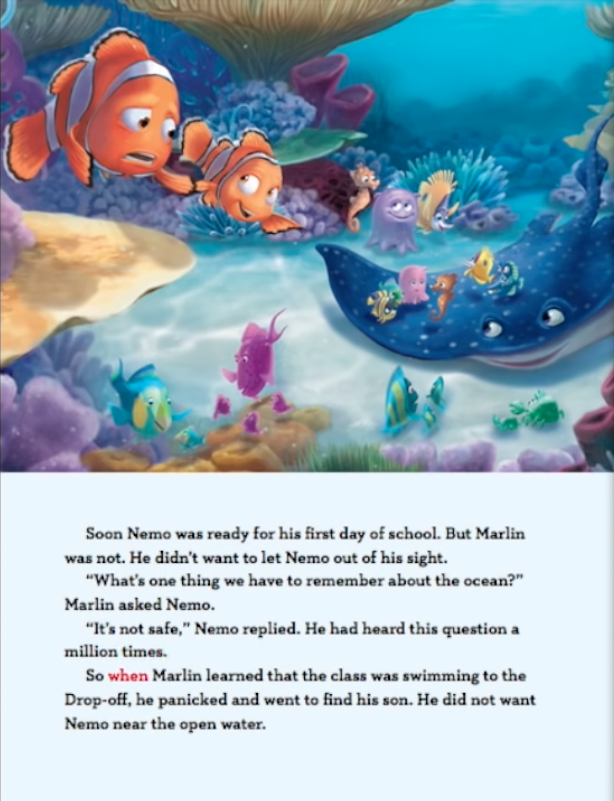 Soon Nemo was ready for his first day of school. But Marlin
was not. He didn't want to let Nemo out of his sight.
"What's one thing we have to remember about the ocean?"
Marlin asked Nemo.
"It's not safe," Nemo replied. He had heard this question a
million times.
So when Marlin learned that the class was swimming to the
Drop-off, he panicked and went to find his son. He did not want
Nemo near the open water.